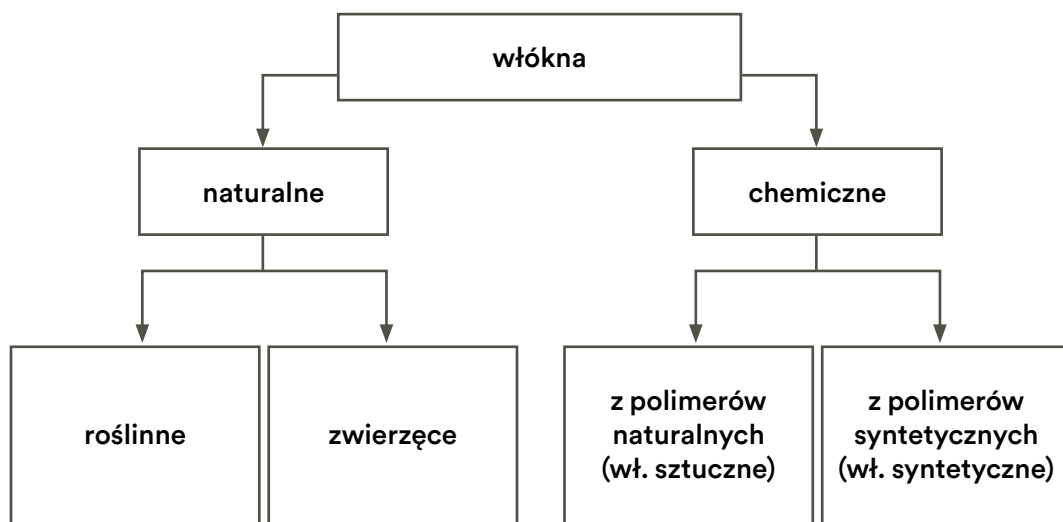 włókna
naturalne
chemiczne
roślinne
zwierzęce
z polimerów
naturalnych
(wł. sztuczne)
z polimerów
syntetycznych
(wł. syntetyczne)